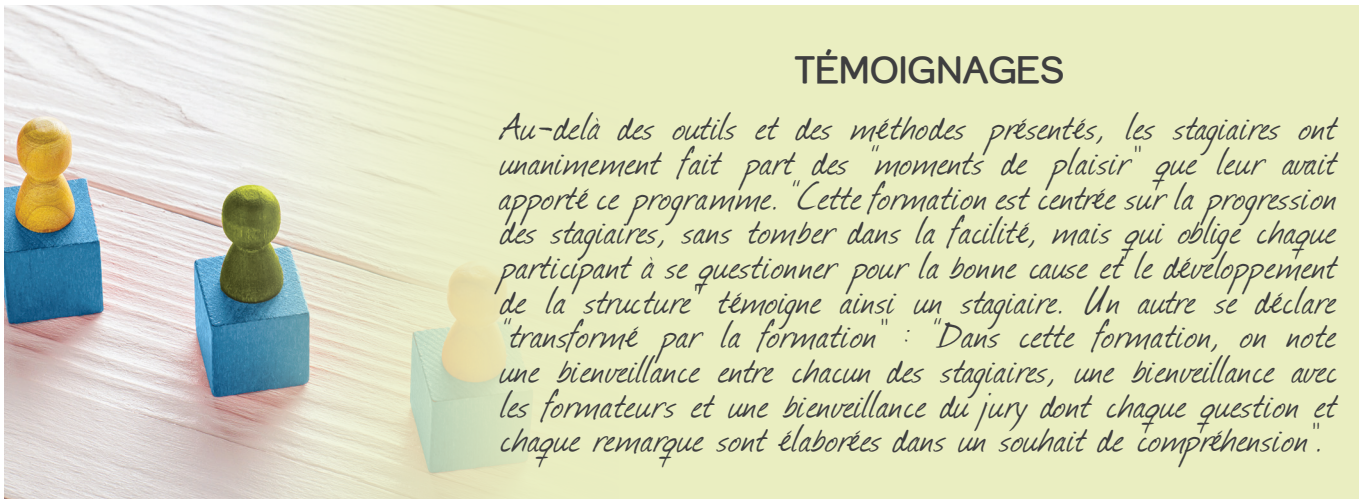 TÉMOIGNAGES
Au-delà des outils et des méthodes présentés, les stagiaires ont
unanimement fait part des "moments de plaisir" que leur avait
apporté ce programme. "Cette formation est centrée sur la progression
des stagiaires, sans tomber dans la facilité, mais qui oblige chaque
participant à se questionner pour la bonne cause et le développement
de la structure" témoigne ainsi un stagiaire. Un autre se déclare
"transformé par la formation" : "Dans cette formation, on note
une bienveillance entre chacun des stagiaires, une bienveillance avec
les formateurs et une bienveillance du jury dont chaque question et
chaque remarque sont élaborées dans un souhait de compréhension".